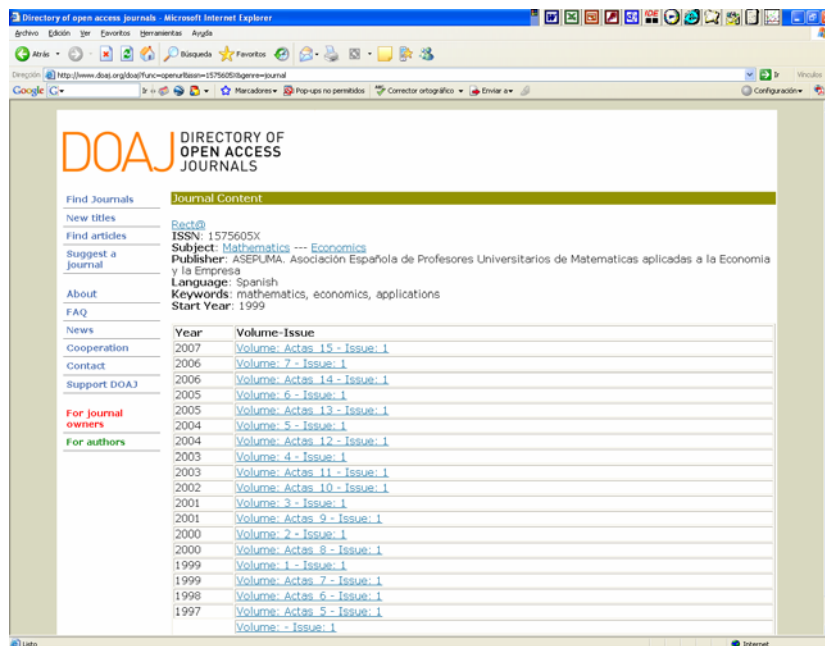 Directory of open access journals - Microsoft Internet Explorer
Archivo Edición Ver Favoritos Herramientas Ayuda
Atrás Búsqueda Favoritos
Dirección http://www.doaj.org/doaj?func=openurl&issn=1575605X&genre=journal Ir Vínculos
Google Ir Marcadores Pop-ups no permitidos Corrector ortográfico Enviar a Configuración
DOAJ
DIRECTORY OF
OPEN ACCESS
JOURNALS
Find Journals
New titles
Find articles
Suggest a
journal
About
FAQ
News
Cooperation
Contact
Support DOAJ
For journal
owners
For authors
Journal Content
Rect@
ISSN: 1575605X
Subject: Mathematics --- Economics
Publisher: ASEPUMA. Asociación Española de Profesores Universitarios de Matematicas aplicadas a la Economia
y la Empresa
Language: Spanish
Keywords: mathematics, economics, applications
Start Year: 1999
Year Volume-Issue
2007 Volume: Actas 15 - Issue: 1
2006 Volume: 7 - Issue: 1
2006 Volume: Actas 14 - Issue: 1
2005 Volume: 6 - Issue: 1
2005 Volume: Actas 13 - Issue: 1
2004 Volume: 5 - Issue: 1
2004 Volume: Actas 12 - Issue: 1
2003 Volume: 4 - Issue: 1
2003 Volume: Actas 11 - Issue: 1
2002 Volume: Actas 10 - Issue: 1
2001 Volume: 3 - Issue: 1
2001 Volume: Actas 9 - Issue: 1
2000 Volume: 2 - Issue: 1
2000 Volume: Actas 8 - Issue: 1
1999 Volume: 1 - Issue: 1
1999 Volume: Actas 7 - Issue: 1
1998 Volume: Actas 6 - Issue: 1
1997 Volume: Actas 5 - Issue: 1
Volume: - Issue: 1
Listo Internet